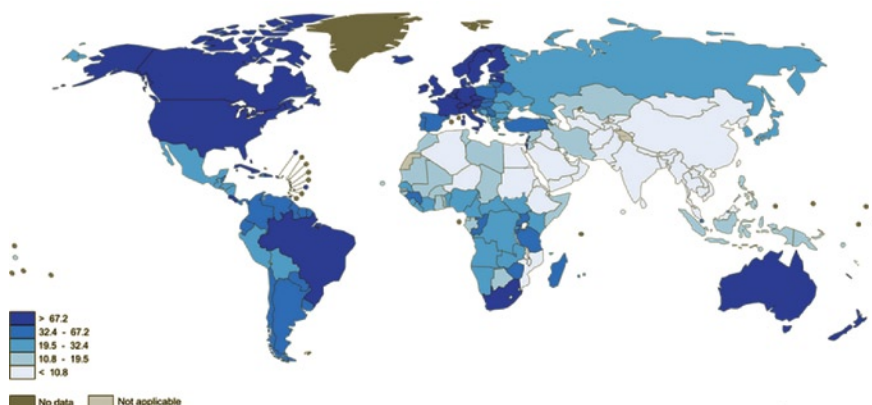 > 67.2
32.4 - 67.2
19.5 - 32.4
10.8 - 19.5
< 10.8
No data
Not applicable